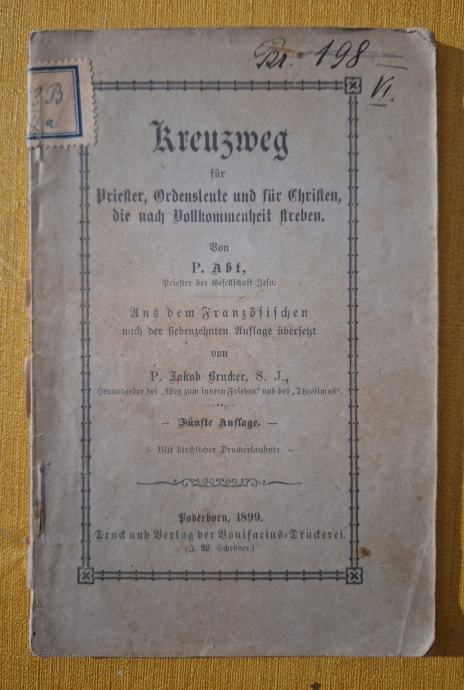 Br. 198
VI.
3B
a
Kreuzweg
für
Priester, Ordensleute und für Christen,
die nach Vollkommenheit streben.
Von
P. Abt,
Priester der Gesellschaft Jesu.
Aus dem Französischen
nach der siebenzehnten Auflage übersetzt
von
P. Jakob Brucker, S. J.,
Herausgeber des „Weg zum innern Frieden“ und des „Theotimus“.
— Fünfte Auflage. —
– Mit kirchlicher Druckerlaubnis. –
Paderborn, 1899.
Druck und Verlag der Bonifacius-Druckerei.
(J. W. Schröder.)